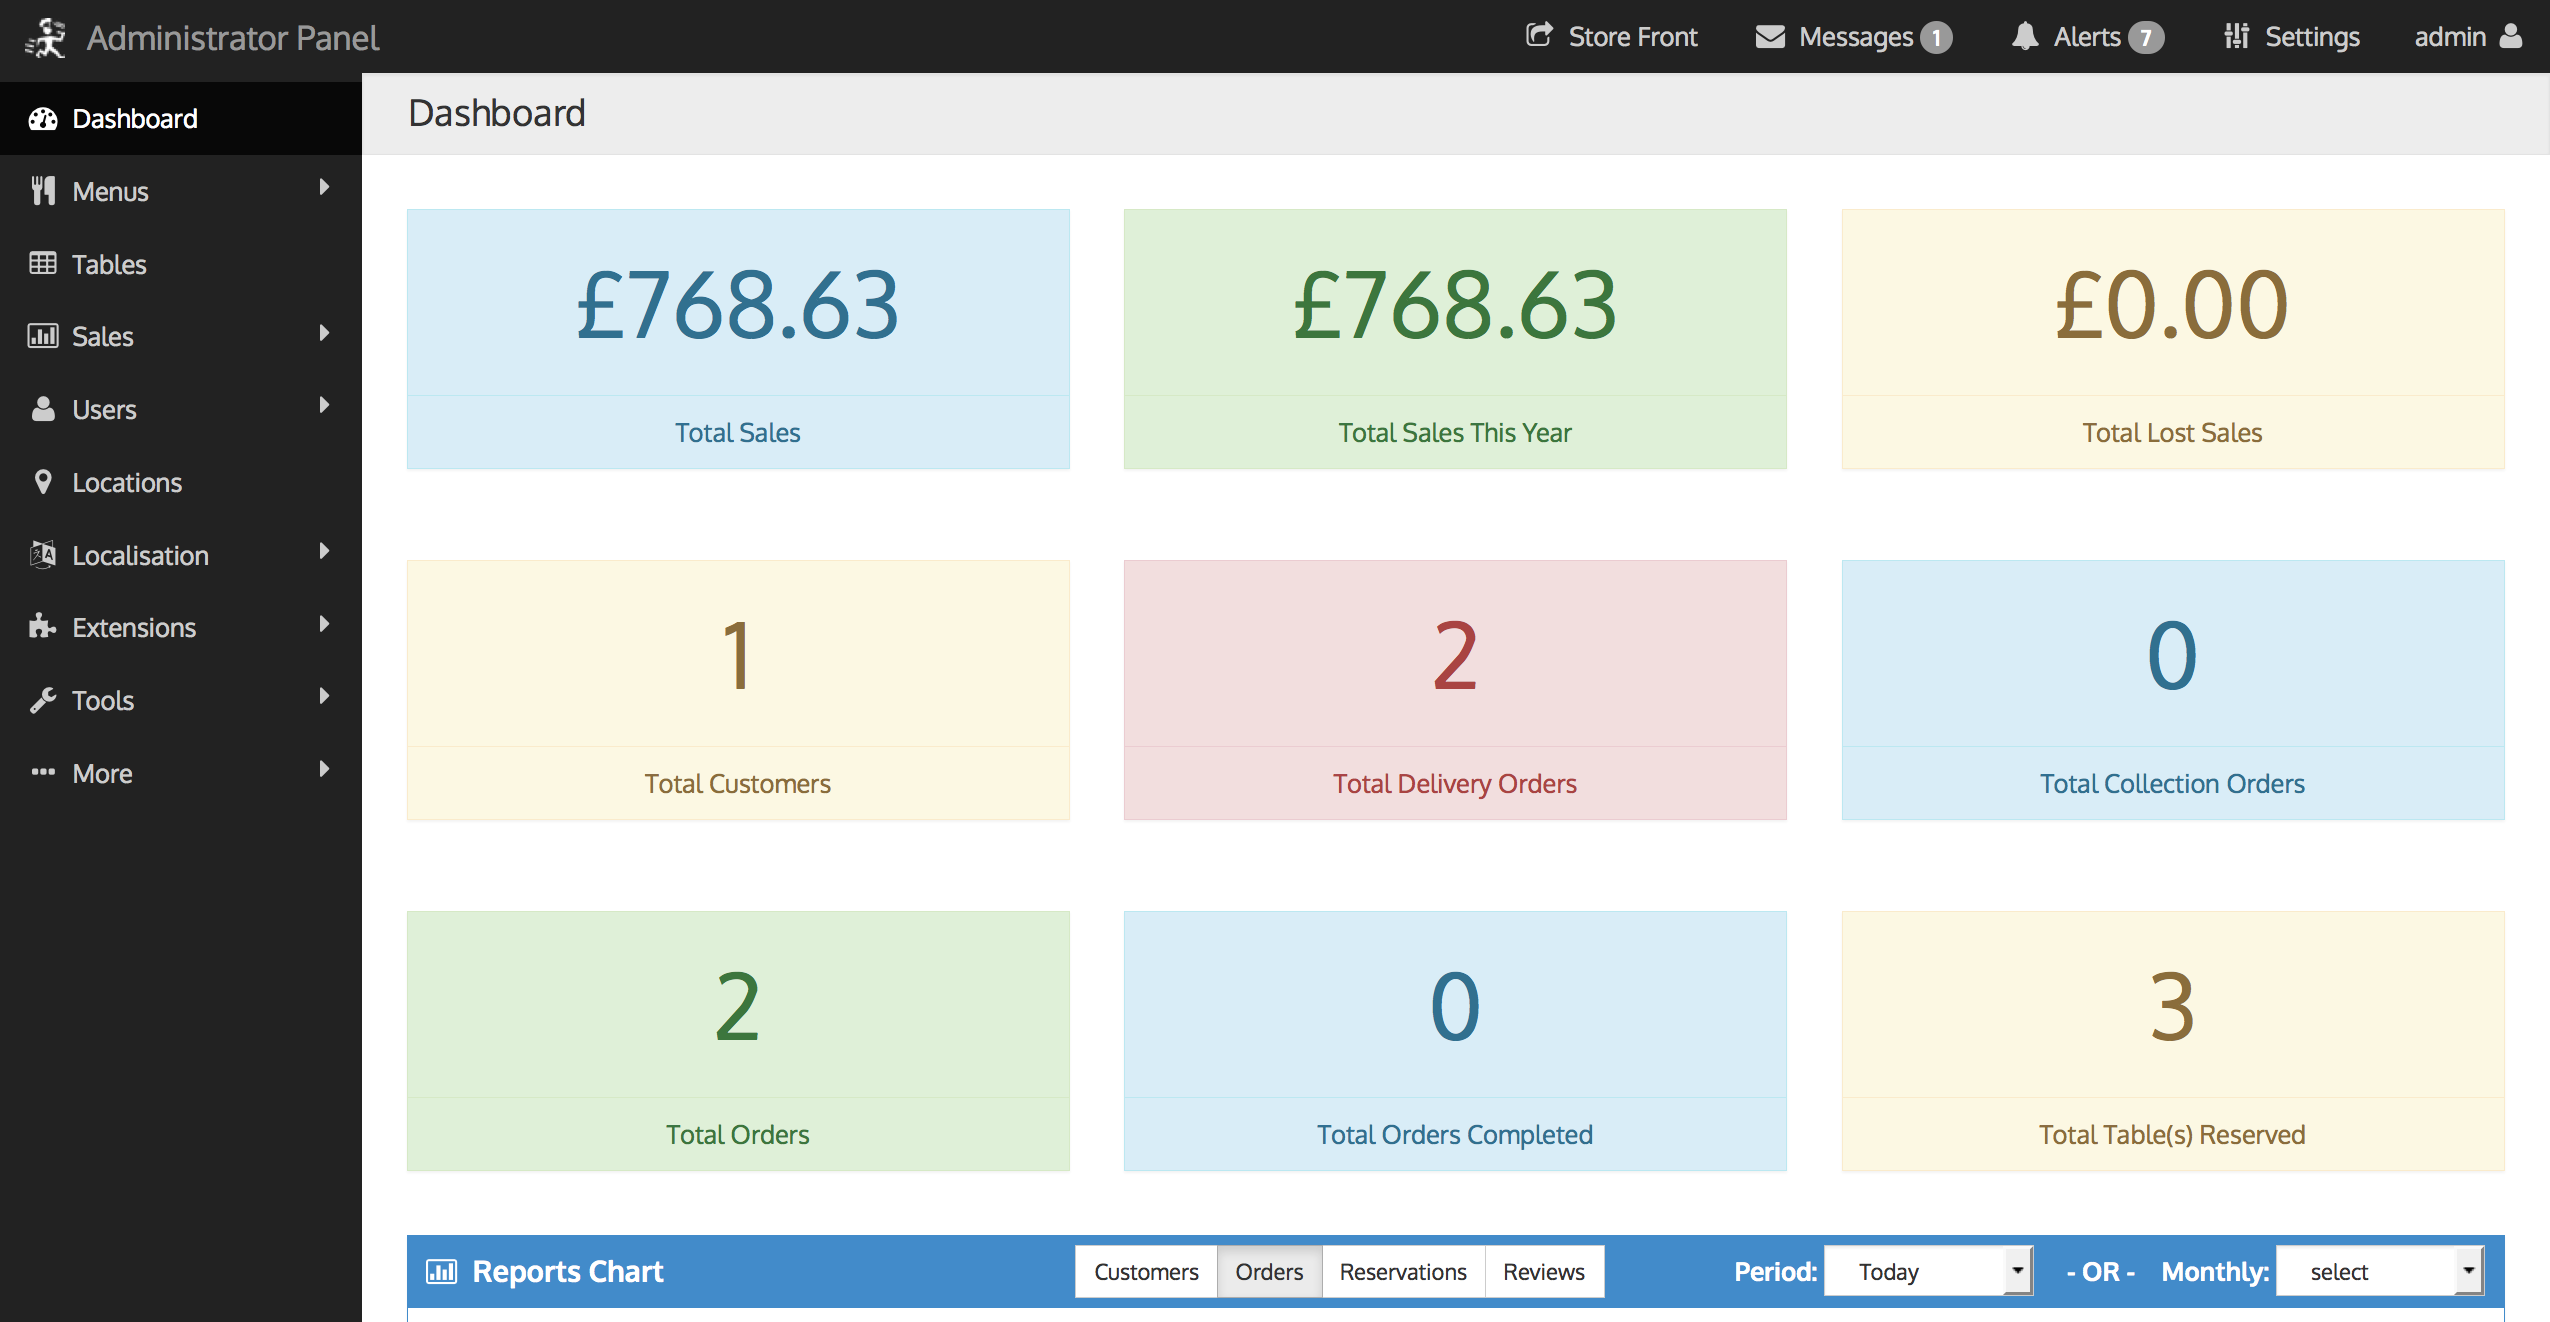 Administrator Panel
Store Front
Messages 1
Alerts 7
Settings
admin
Dashboard
Menus
Tables
Sales
Users
Locations
Localisation
Extensions
Tools
More
Dashboard
£768.63
Total Sales
£768.63
Total Sales This Year
£0.00
Total Lost Sales
1
Total Customers
2
Total Delivery Orders
0
Total Collection Orders
2
Total Orders
0
Total Orders Completed
3
Total Table(s) Reserved
Reports Chart
Customers
Orders
Reservations
Reviews
Period: Today
- OR -
Monthly: select